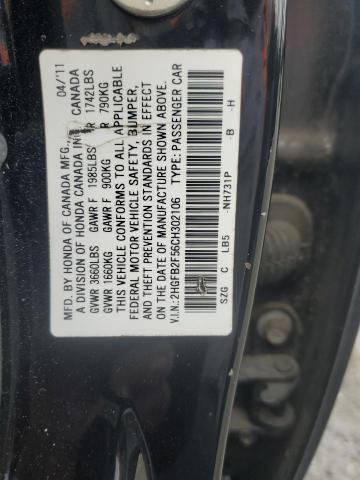 MFD. BY HONDA OF CANADA MFG., 04/11
A DIVISION OF HONDA CANADA INC. CANADA
GVWR 3660LBS GAWR F 1985LBS R 1742LBS
GVWR 1660KG GAWR F 900KG R 790KG
THIS VEHICLE CONFORMS TO ALL APPLICABLE
FEDERAL MOTOR VEHICLE SAFETY, BUMPER,
THEFT PREVENTION STANDARDS IN EFFECT
ON THE DATE OF MANUFACTURE SHOWN ABOVE.
V.I.N.: 2HGFB2F56CH302106 TYPE: PASSENGER CAR
SZG C LB5 -NH731P -B -H